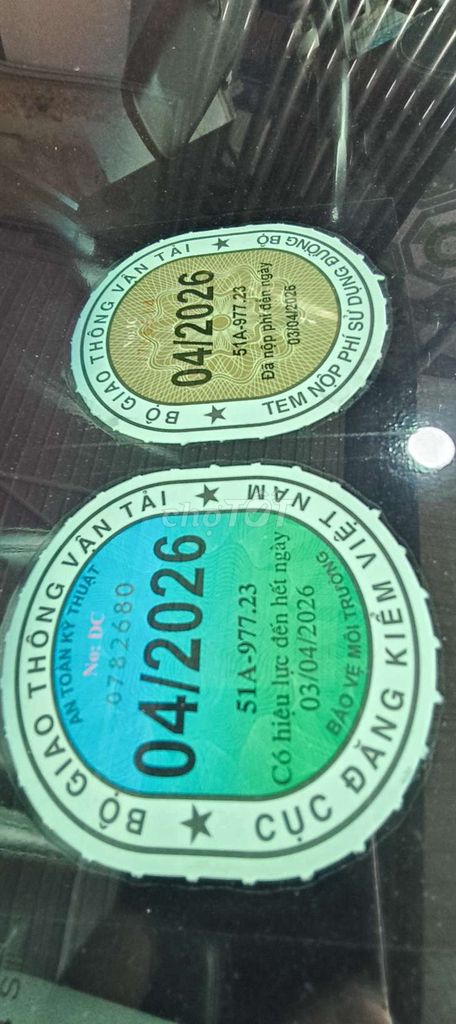 BỘ GIAO THÔNG VẬN TẢI
04/2026
51A-977.23
Đã nộp phí đến ngày
03/04/2026
TEM NỘP PHÍ SỬ DỤNG ĐƯỜNG BỘ
BỘ GIAO THÔNG VẬN TẢI
AN TOÀN KỸ THUẬT
No: DC
0782680
04/2026
51A-977.23
Có hiệu lực đến hết ngày
03/04/2026
BẢO VỆ MÔI TRƯỜNG
CỤC ĐĂNG KIỂM VIỆT NAM
chợTỐT